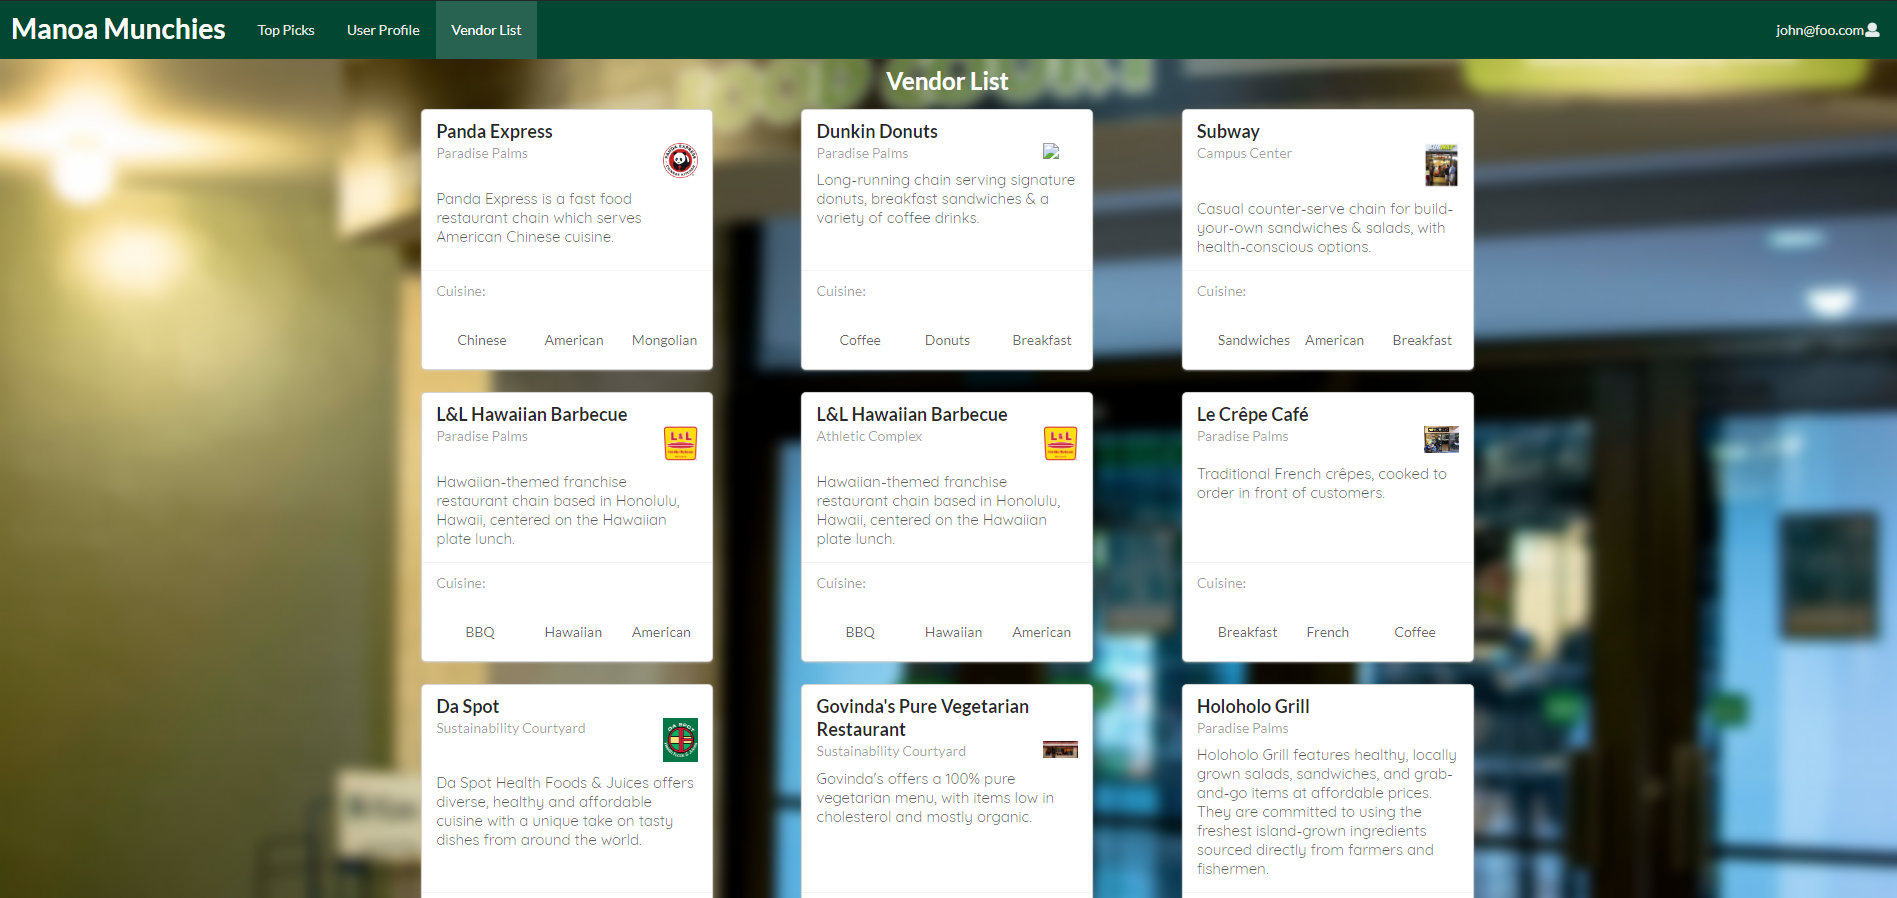 Manoa Munchies
Top Picks
User Profile
Vendor List
john@foo.com
Vendor List
Panda Express
Paradise Palms
Panda Express is a fast food
restaurant chain which serves
American Chinese cuisine.
Cuisine:
Chinese
American
Mongolian
Dunkin Donuts
Paradise Palms
Long-running chain serving signature
donuts, breakfast sandwiches & a
variety of coffee drinks.
Cuisine:
Coffee
Donuts
Breakfast
Subway
Campus Center
Casual counter-serve chain for build-
your-own sandwiches & salads, with
health-conscious options.
Cuisine:
Sandwiches
American
Breakfast
L&L Hawaiian Barbecue
Paradise Palms
L&L
Hawaiian-themed franchise
restaurant chain based in Honolulu,
Hawaii, centered on the Hawaiian
plate lunch.
Cuisine:
BBQ
Hawaiian
American
L&L Hawaiian Barbecue
Athletic Complex
L&L
Hawaiian-themed franchise
restaurant chain based in Honolulu,
Hawaii, centered on the Hawaiian
plate lunch.
Cuisine:
BBQ
Hawaiian
American
Le Crêpe Café
Paradise Palms
Traditional French crêpes, cooked to
order in front of customers.
Cuisine:
Breakfast
French
Coffee
Da Spot
Sustainability Courtyard
DA SPOT
Da Spot Health Foods & Juices offers
diverse, healthy and affordable
cuisine with a unique take on tasty
dishes from around the world.
Govinda's Pure Vegetarian
Restaurant
Sustainability Courtyard
Govinda's offers a 100% pure
vegetarian menu, with items low in
cholesterol and mostly organic.
Holoholo Grill
Paradise Palms
Holoholo Grill features healthy, locally
grown salads, sandwiches, and grab-
and-go items at affordable prices.
They are committed to using the
freshest island-grown ingredients
sourced directly from farmers and
fishermen.